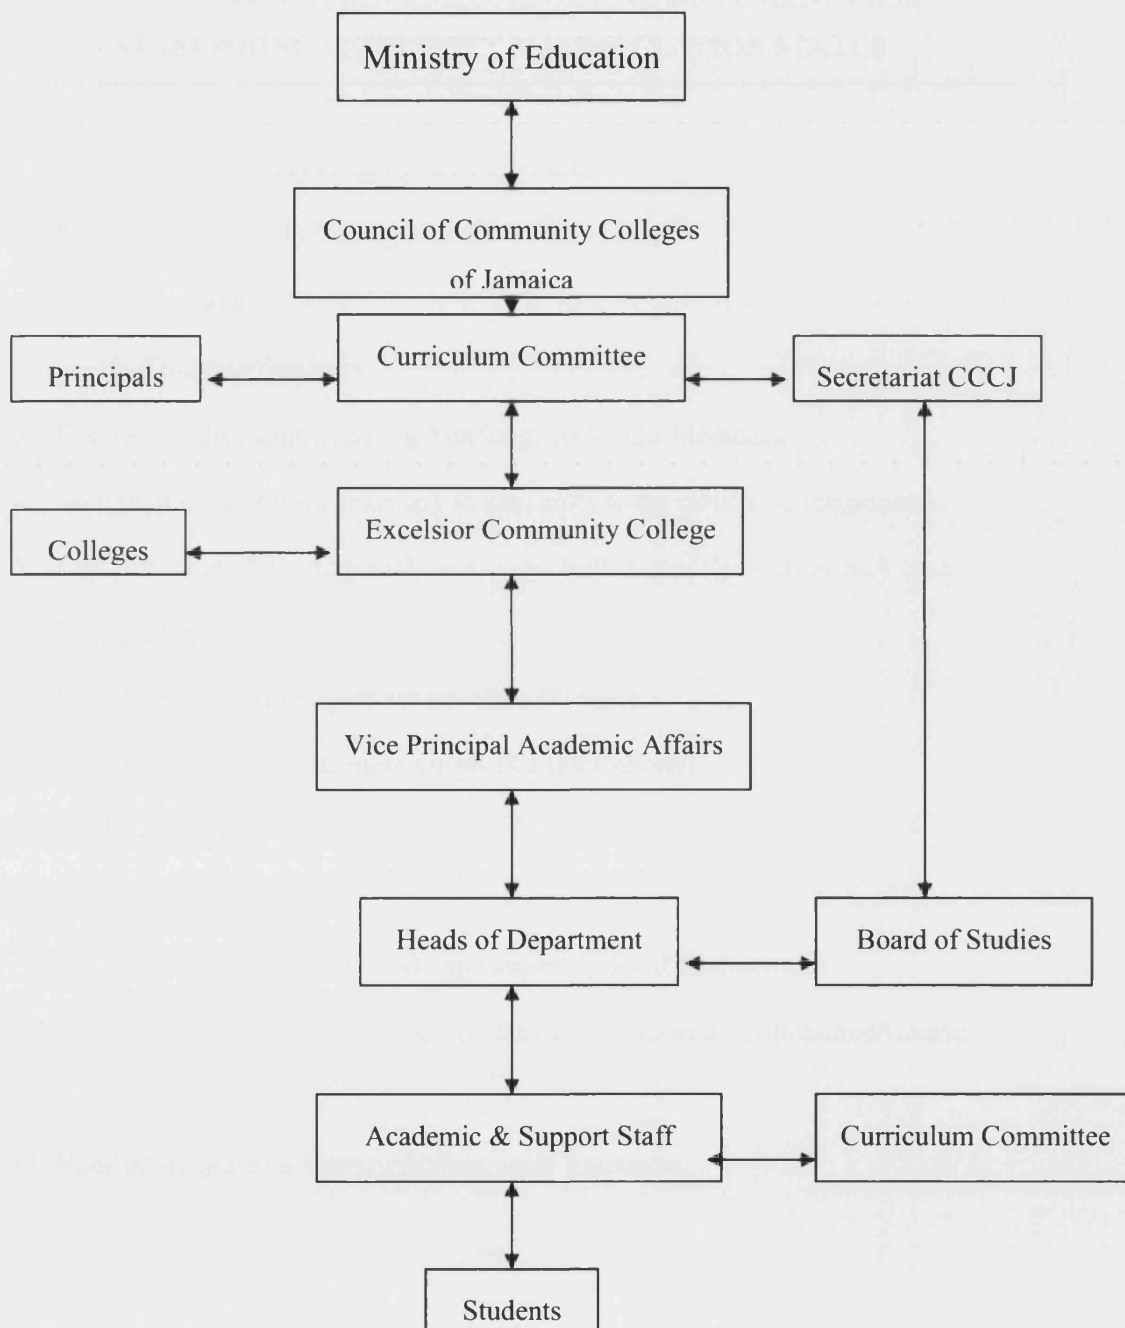 Ministry of Education
Council of Community Colleges
of Jamaica
Principals
Curriculum Committee
Secretariat CCCJ
Colleges
Excelsior Community College
Vice Principal Academic Affairs
Heads of Department
Board of Studies
Academic & Support Staff
Curriculum Committee
Students